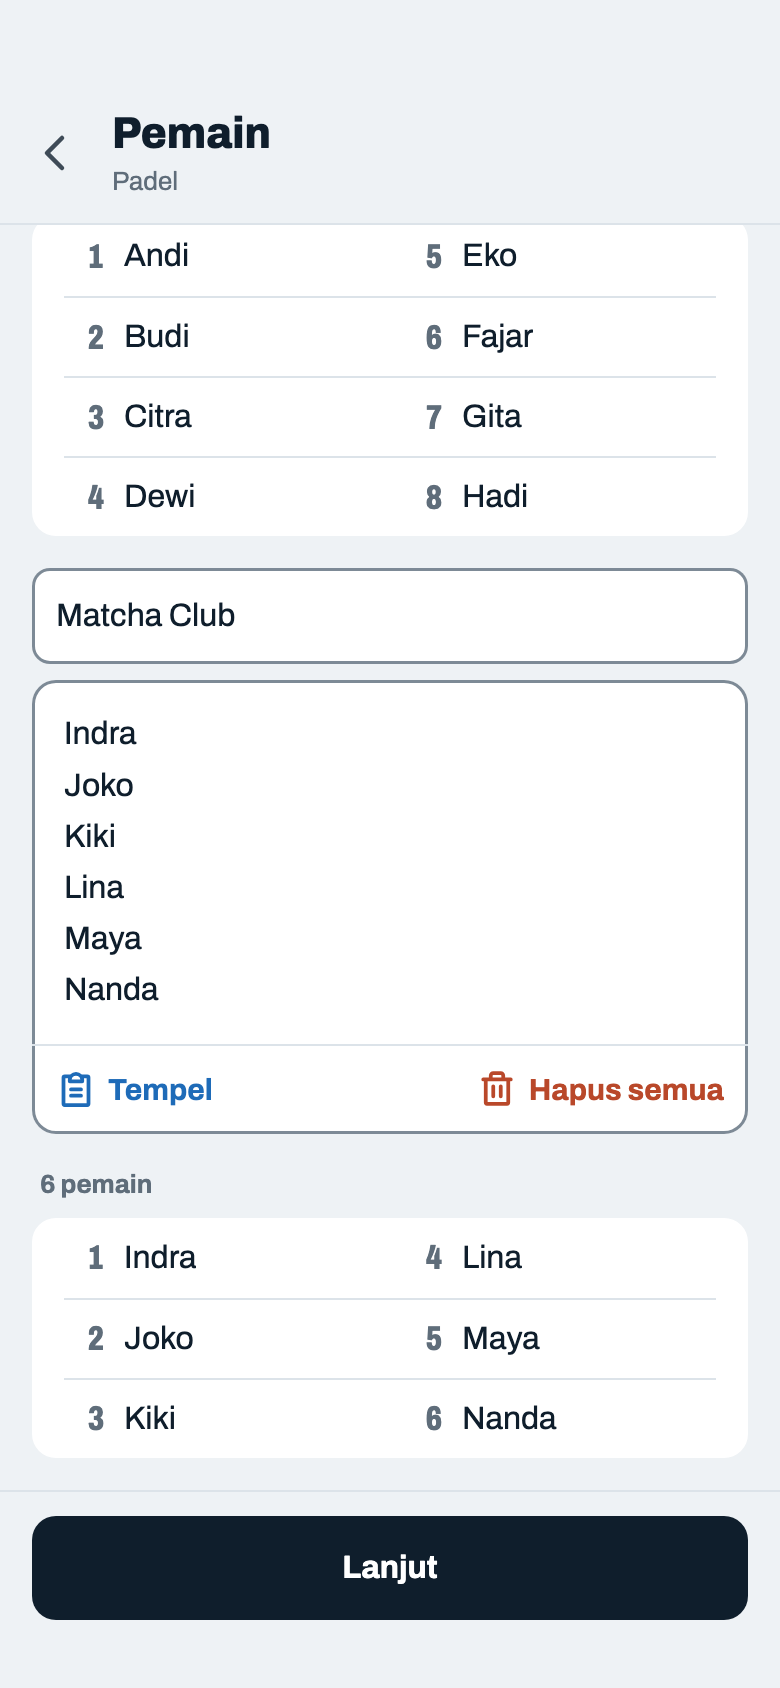 Pemain
Padel
1 Andi
5 Eko
2 Budi
6 Fajar
3 Citra
7 Gita
4 Dewi
8 Hadi
Matcha Club
Indra
Joko
Kiki
Lina
Maya
Nanda
Tempel
Hapus semua
6 pemain
1 Indra
4 Lina
2 Joko
5 Maya
3 Kiki
6 Nanda
Lanjut